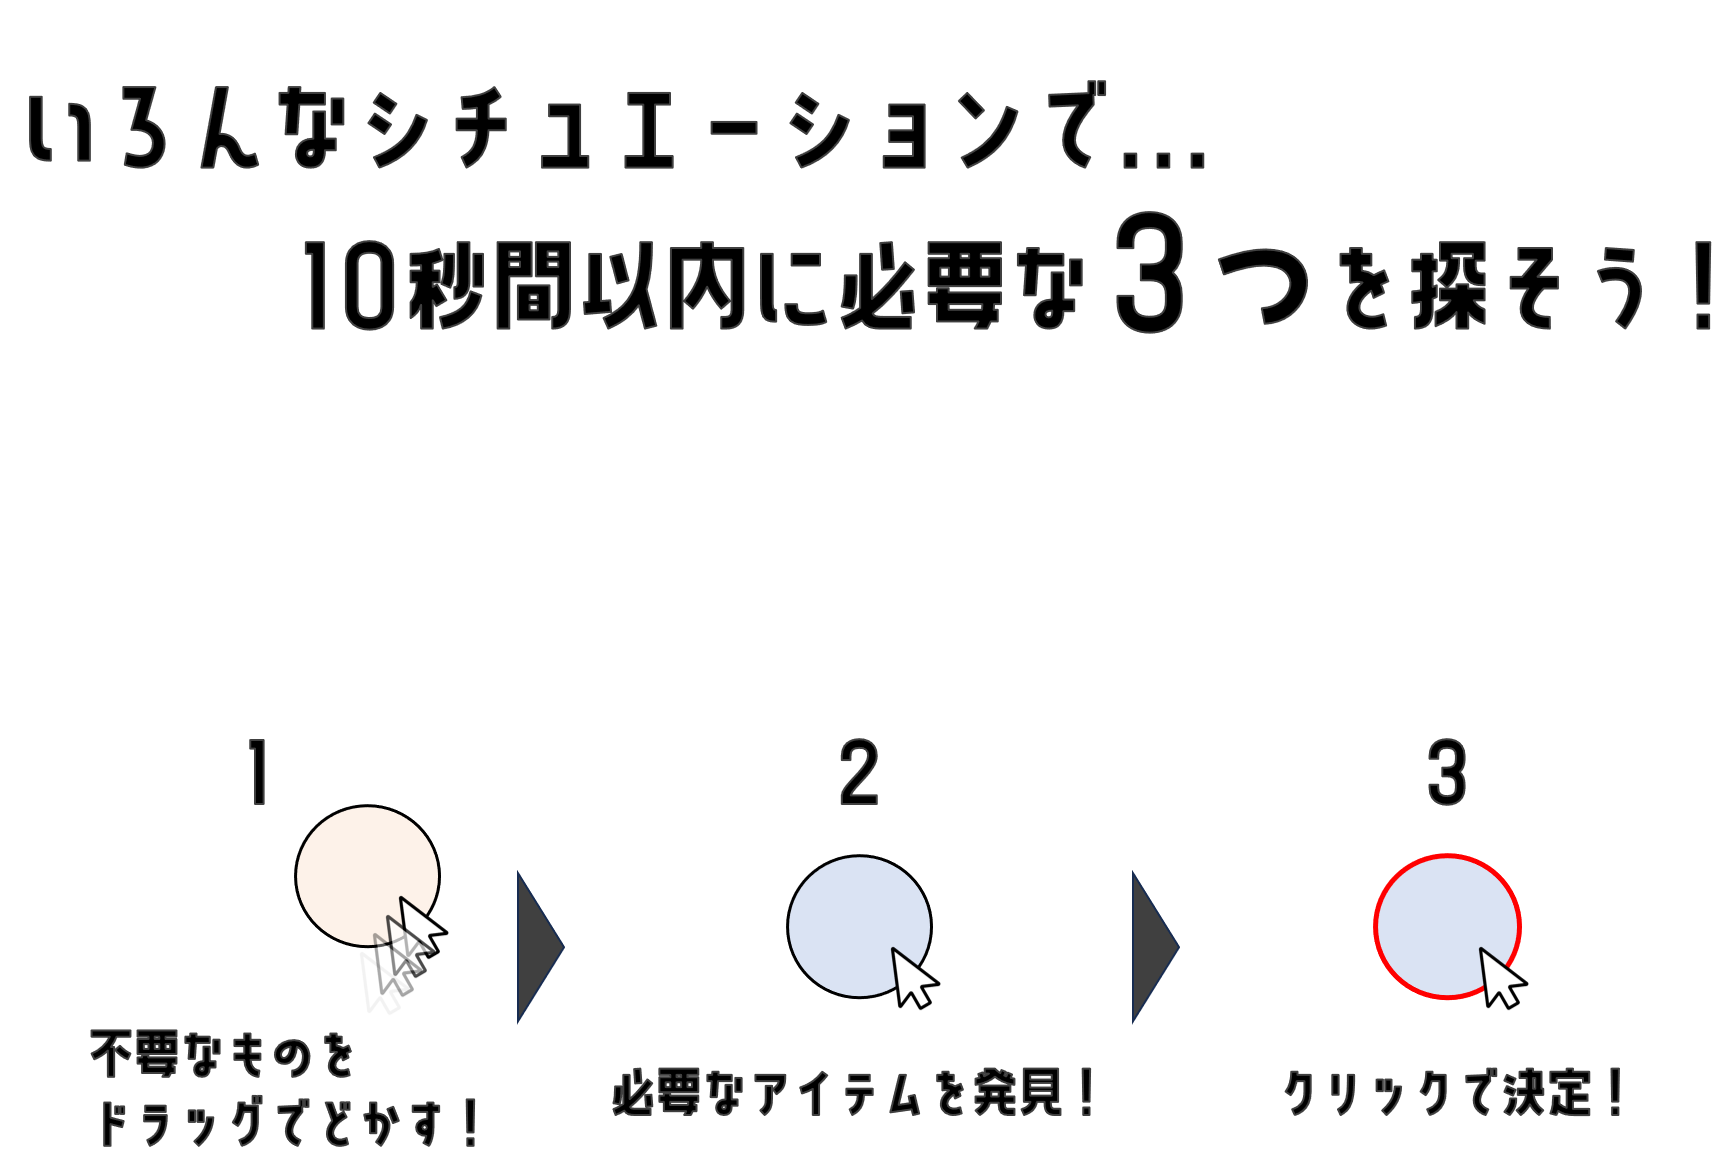 いろんなシチュエーションで...
10秒間以内に必要な3つを探そう！
1
不要なものを
ドラッグでどかす！
2
必要なアイテムを発見！
3
クリックで決定！